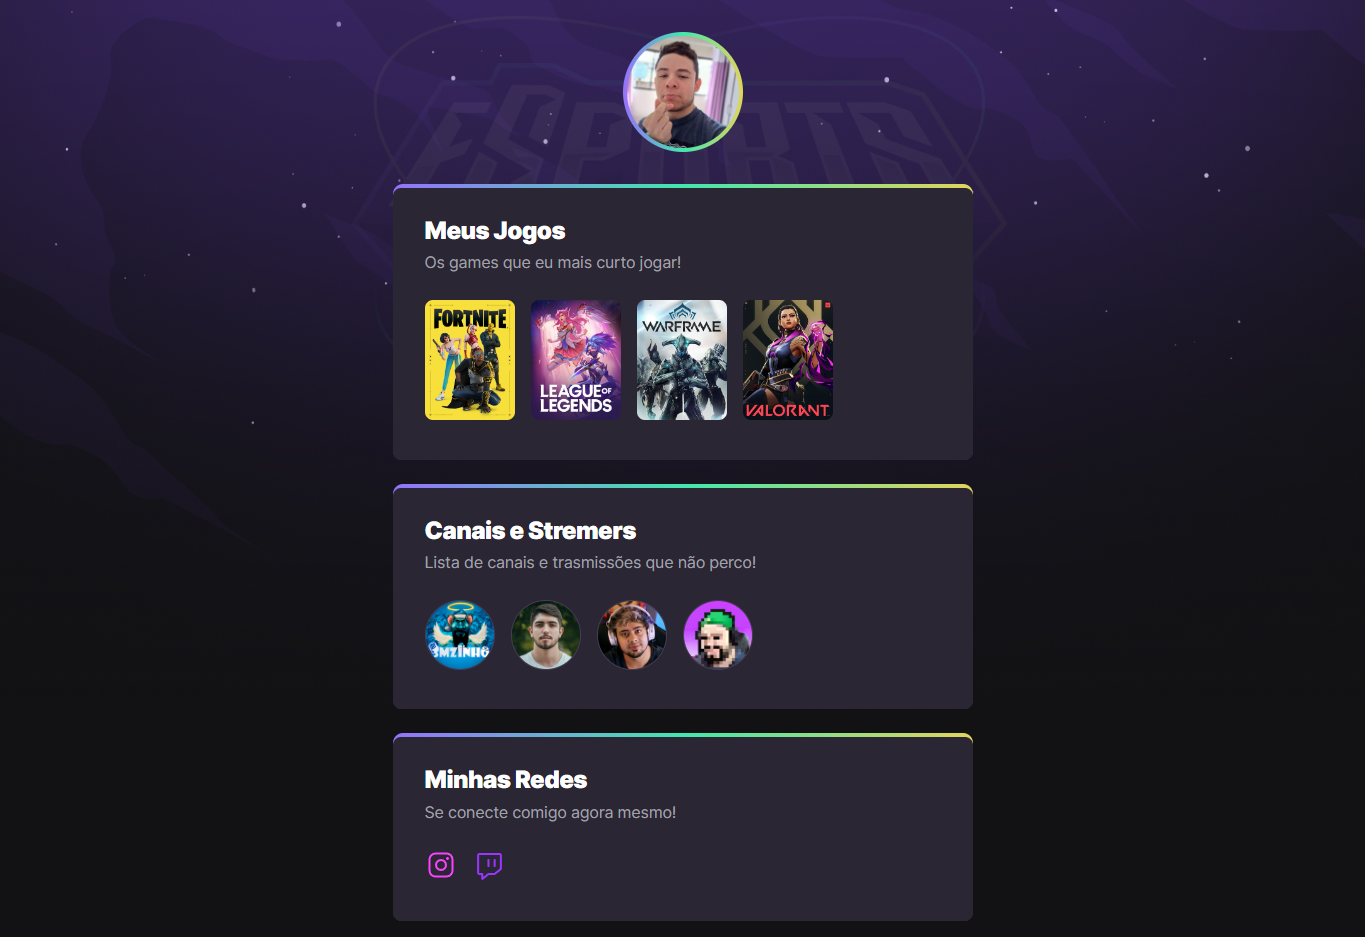 ESPORTS
Meus Jogos
Os games que eu mais curto jogar!
FORTNITE
LEAGUE OF
LEGENDS
WARFRAME
VALORANT
Canais e Stremers
Lista de canais e trasmissões que não perco!
SMZINHO
Minhas Redes
Se conecte comigo agora mesmo!